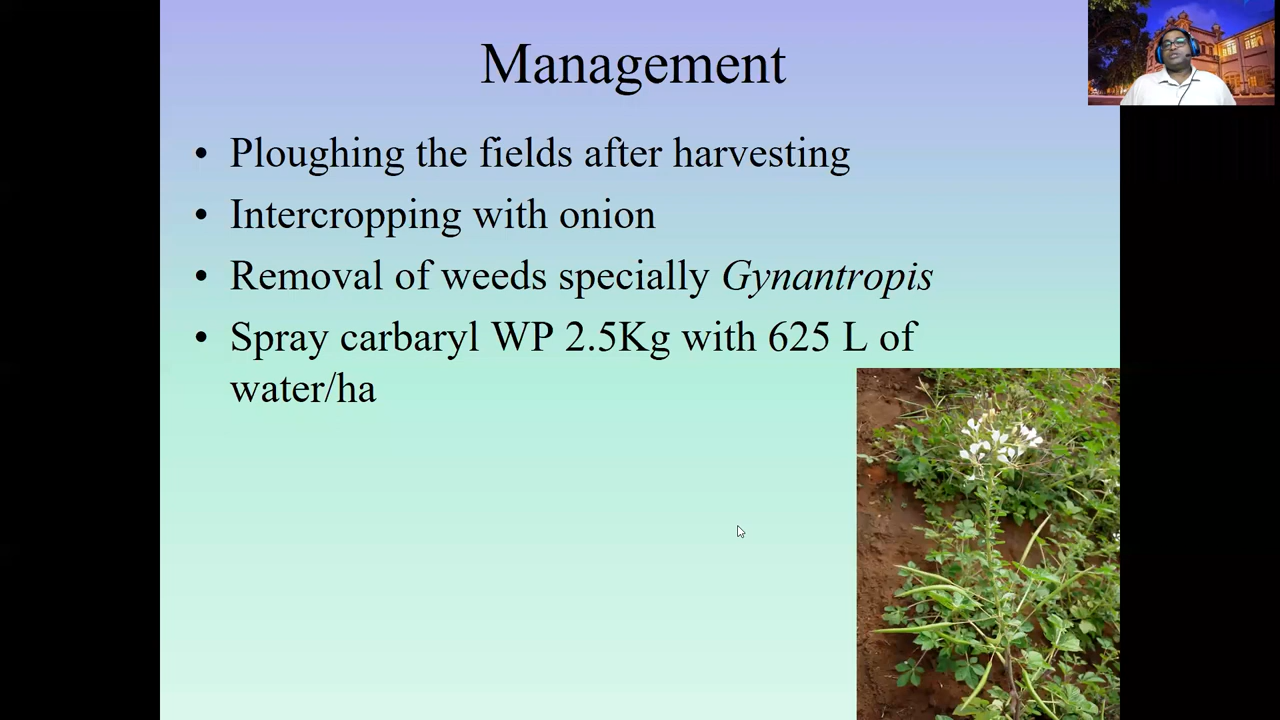 Management
• Ploughing the fields after harvesting
• Intercropping with onion
• Removal of weeds specially Gynantropis
• Spray carbaryl WP 2.5Kg with 625 L of
water/ha